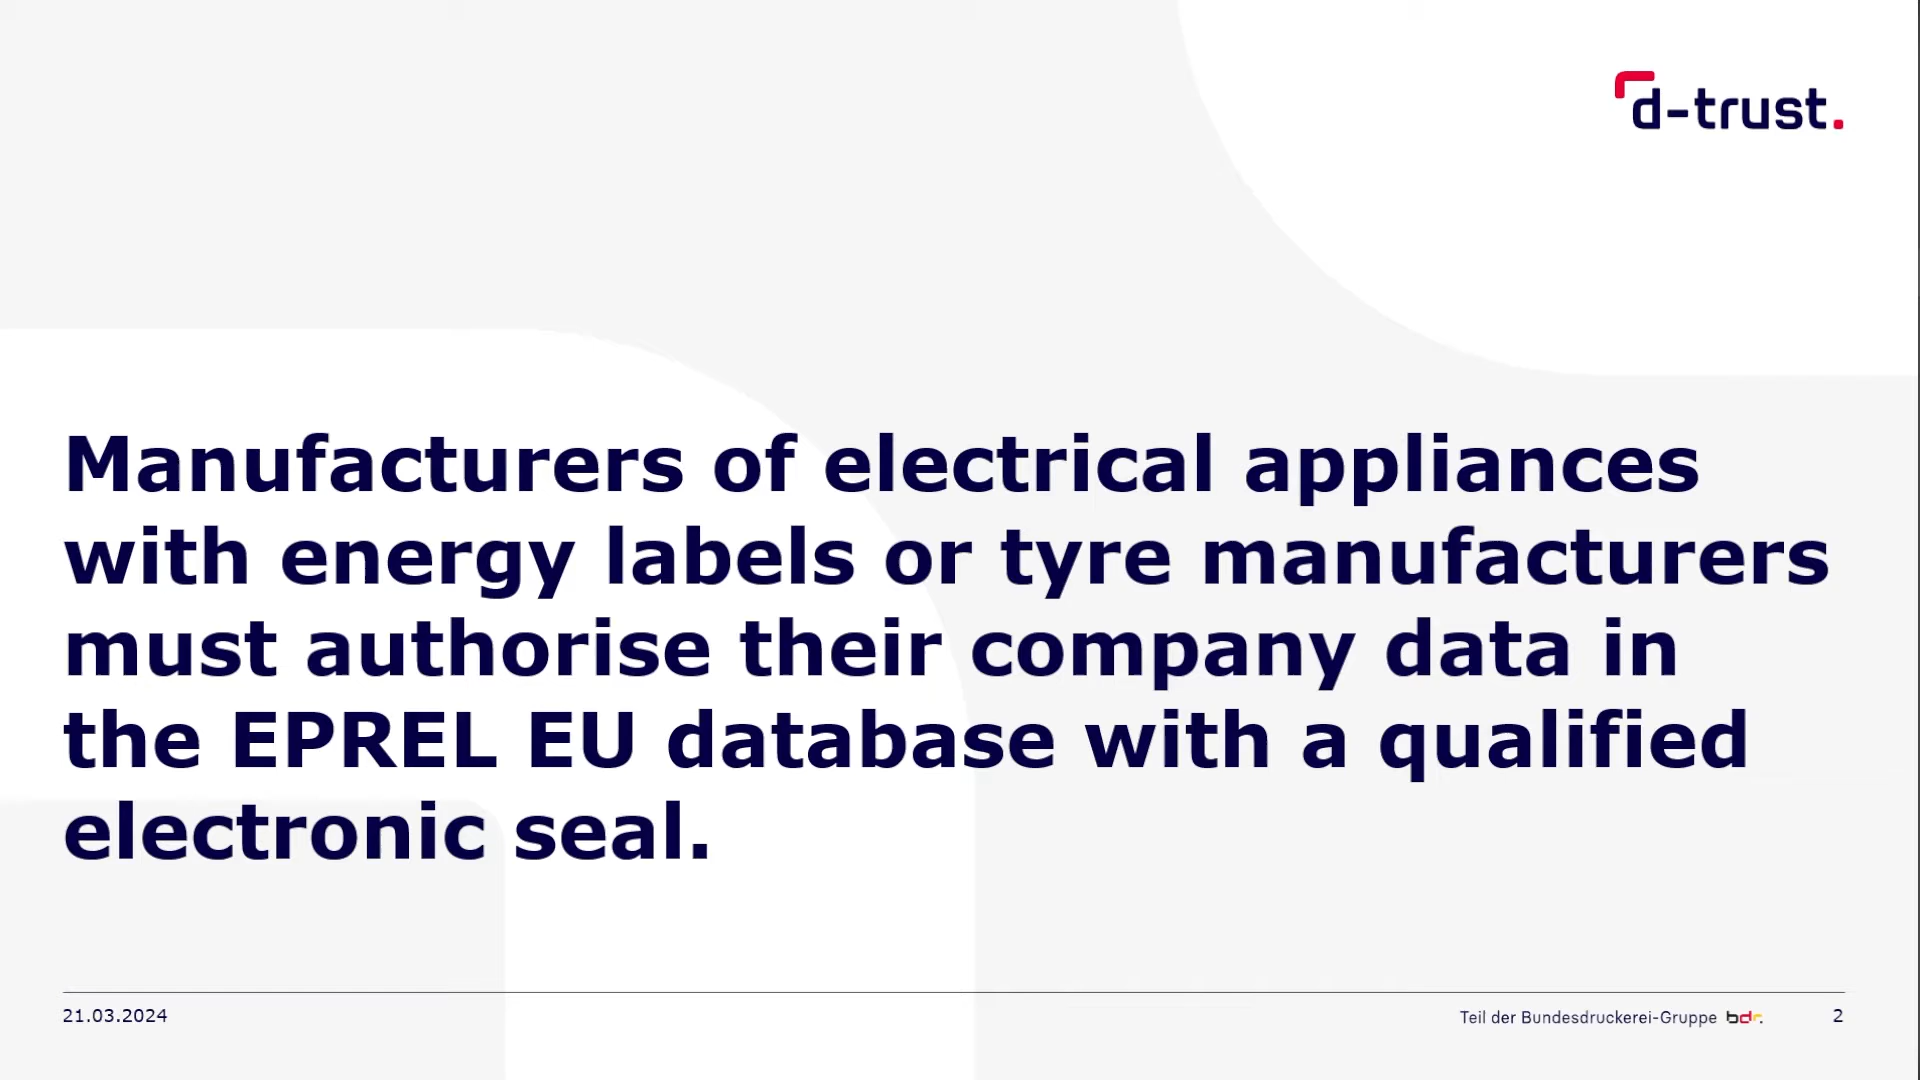 d-trust.
Manufacturers of electrical appliances
with energy labels or tyre manufacturers
must authorise their company data in
the EPREL EU database with a qualified
electronic seal.
21.03.2024
Teil der Bundesdruckerei-Gruppe bdr.
2